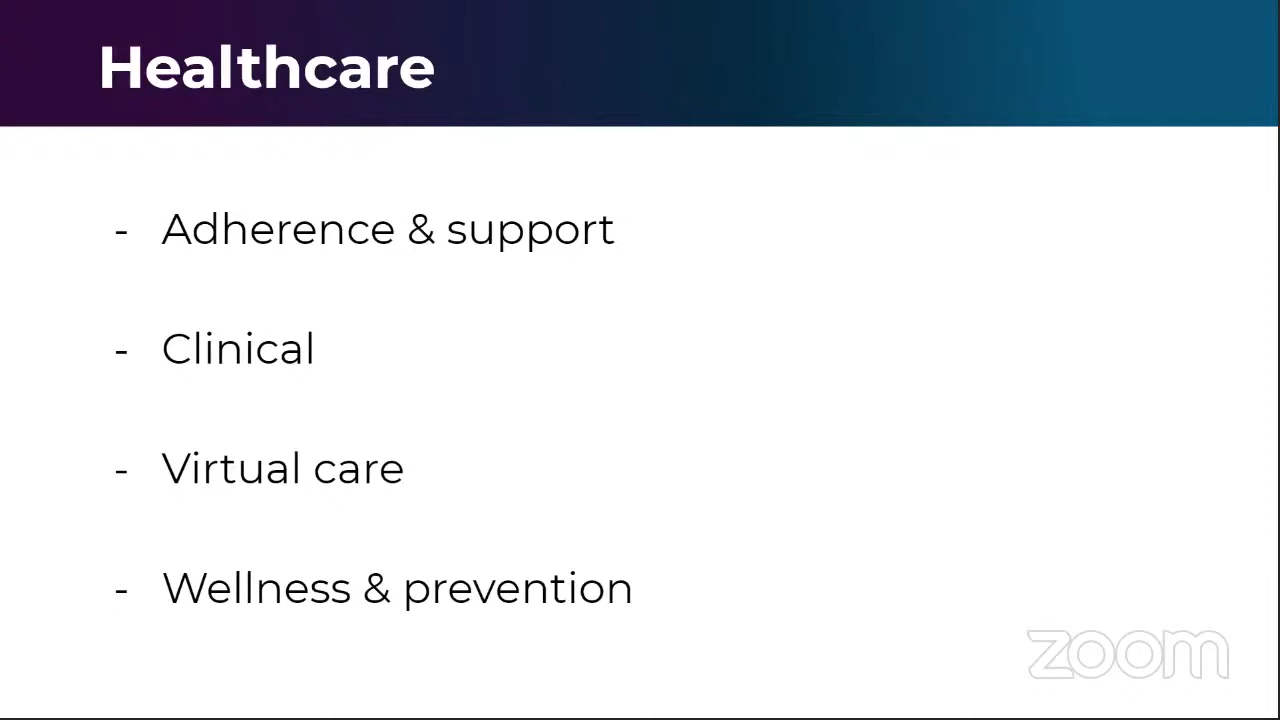 Healthcare
- Adherence & support
- Clinical
- Virtual care
- Wellness & prevention
zoom